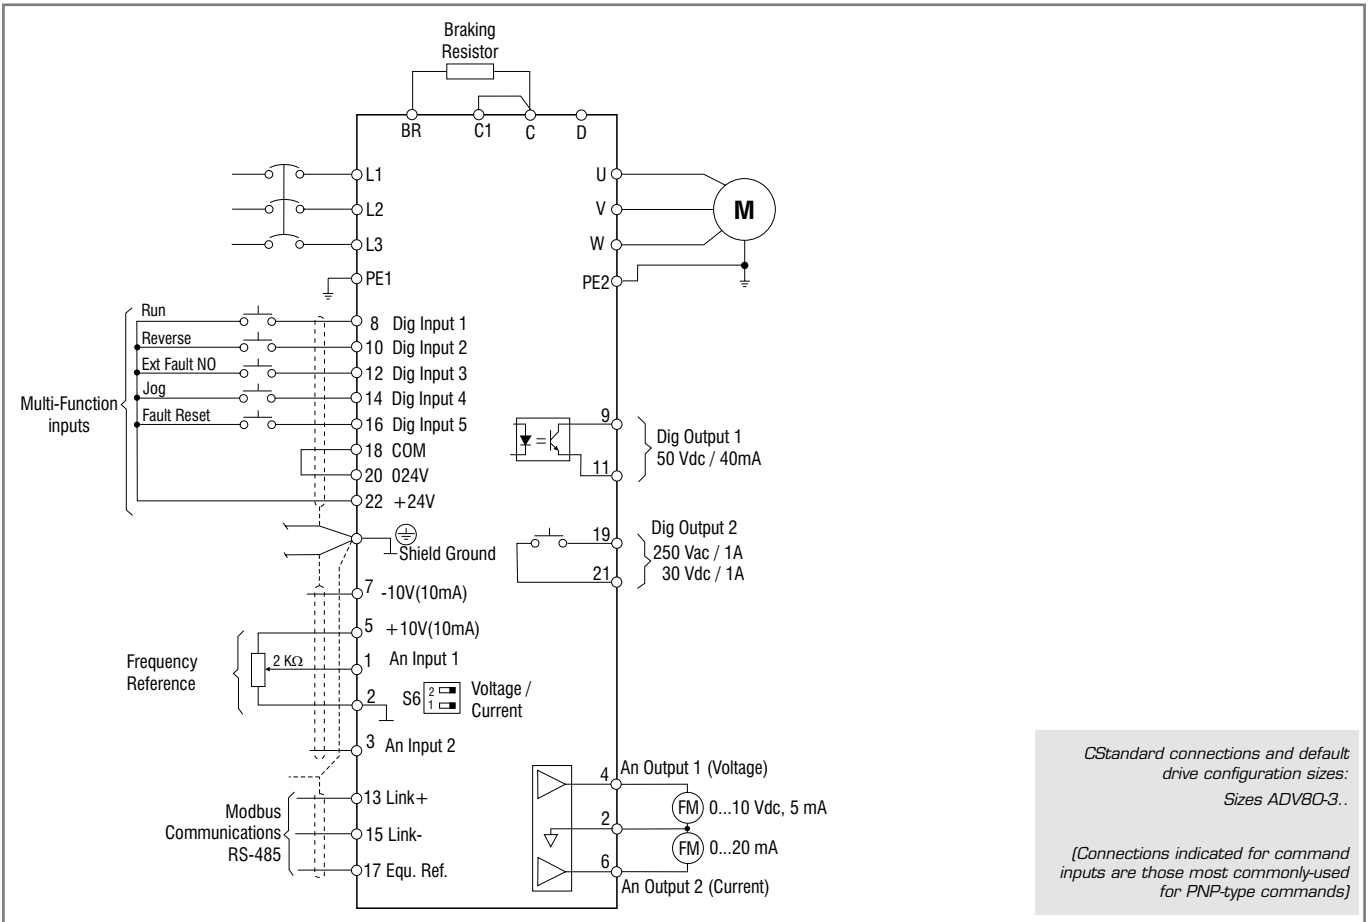 Braking
Resistor
BR
C1
C
D
L1
L2
L3
PE1
U
V
W
PE2
M
Multi-Function
inputs
Run
8 Dig Input 1
Reverse
10 Dig Input 2
Ext Fault NO
12 Dig Input 3
Jog
14 Dig Input 4
Fault Reset
16 Dig Input 5
18 COM
20 024V
22 +24V
Shield Ground
7 -10V(10mA)
5 +10V(10mA)
Frequency
Reference
2 KΩ
1 An Input 1
2
S6
2
1
Voltage /
Current
3 An Input 2
Modbus
Communications
RS-485
13 Link+
15 Link-
17 Equ. Ref.
9
11
Dig Output 1
50 Vdc / 40mA
19
21
Dig Output 2
250 Vac / 1A
30 Vdc / 1A
4 An Output 1 (Voltage)
FM 0...10 Vdc, 5 mA
2
FM 0...20 mA
6
An Output 2 (Current)
CStandard connections and default
drive configuration sizes:
Sizes ADV80-3..
(Connections indicated for command
inputs are those most commonly-used
for PNP-type commands)